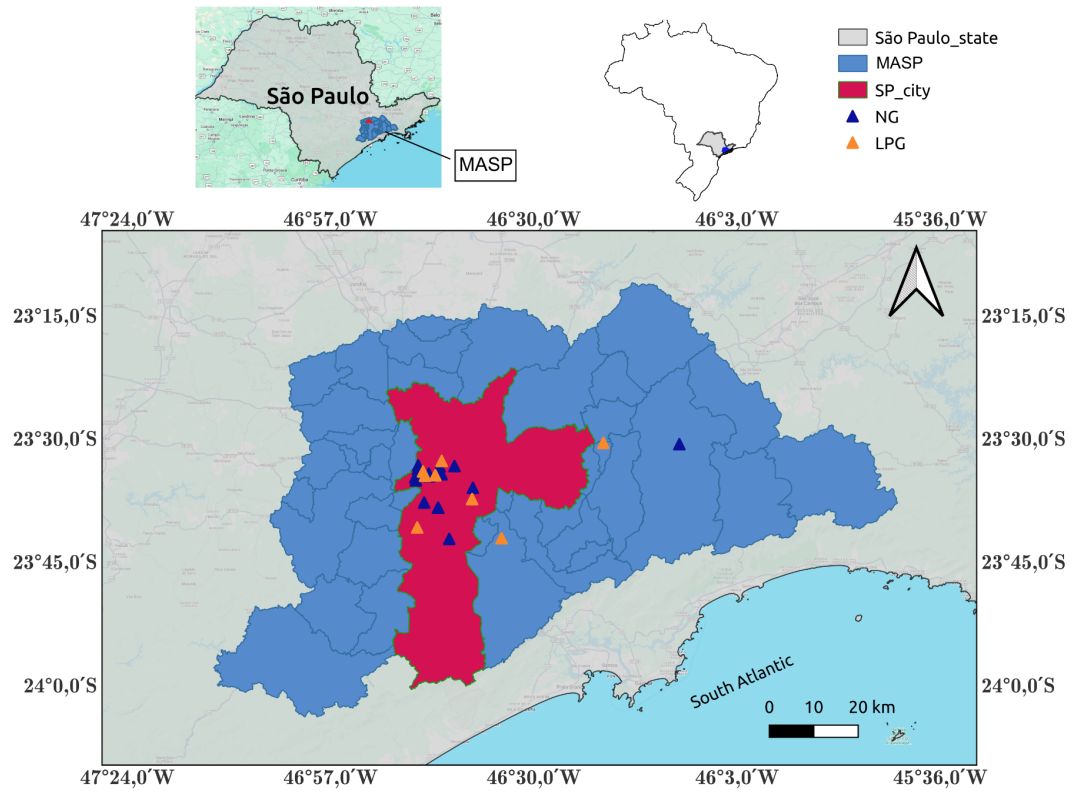 São Paulo
MASP
São Paulo_state
MASP
SP_city
NG
LPG
47°24,0′W 46°57,0′W 46°30,0′W 46°3,0′W 45°36,0′W
23°15,0′S 23°15,0′S
23°30,0′S 23°30,0′S
23°45,0′S 23°45,0′S
24°0,0′S 24°0,0′S
South Atlantic
0 10 20 km
47°24,0′W 46°57,0′W 46°30,0′W 46°3,0′W 45°36,0′W